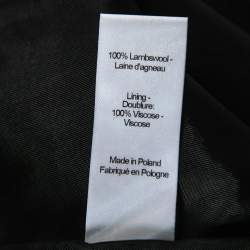 100% Lambswool -
Laine d'agneau
Lining -
Doublure:
100% Viscose -
Viscose
Made in Poland
Fabriqué en Pologne